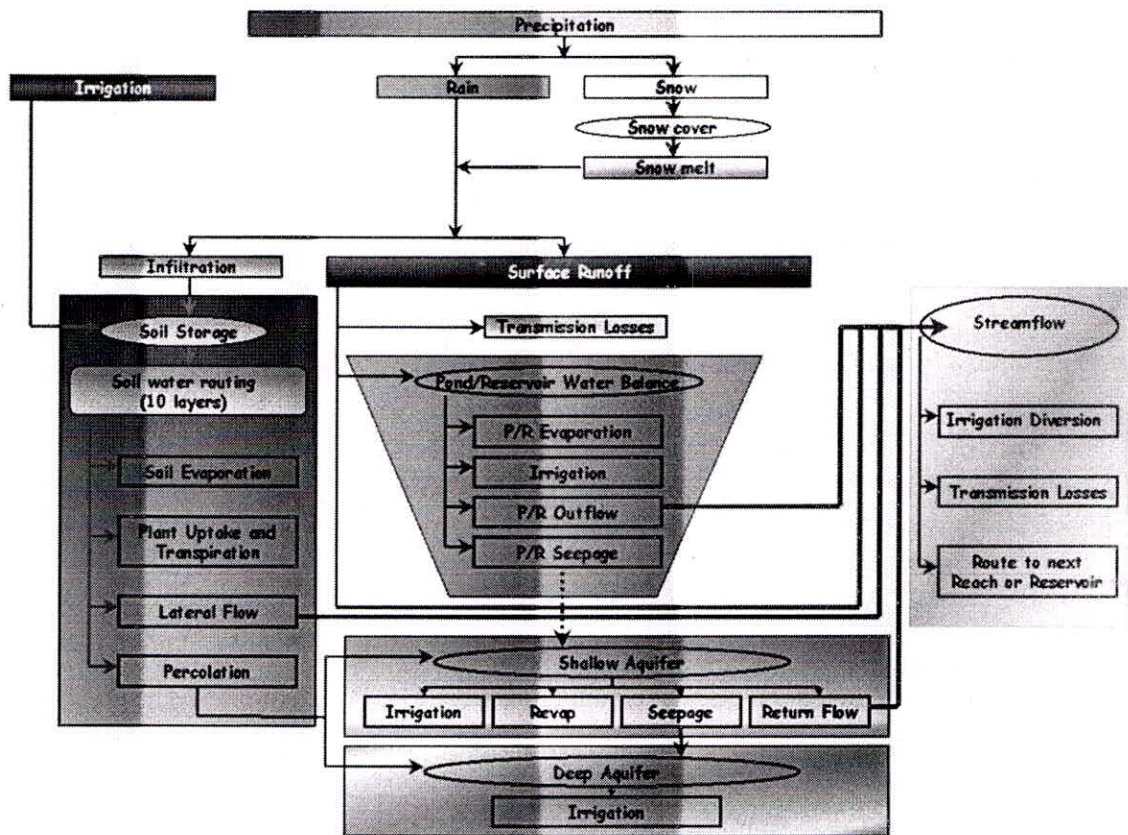 Precipitation
Irrigation
Rain
Snow
Snow cover
Snow melt
Infiltration
Surface Runoff
Soil Storage
Transmission Losses
Streamflow
Soil water routing
(10 layers)
Pond/Reservoir Water Balance
P/R Evaporation
Irrigation
P/R Outflow
P/R Seepage
Irrigation Diversion
Transmission Losses
Route to next
Reach or Reservoir
Soil Evaporation
Plant Uptake and
Transpiration
Lateral Flow
Percolation
Shallow Aquifer
Irrigation
Revap
Seepage
Return Flow
Deep Aquifer
Irrigation